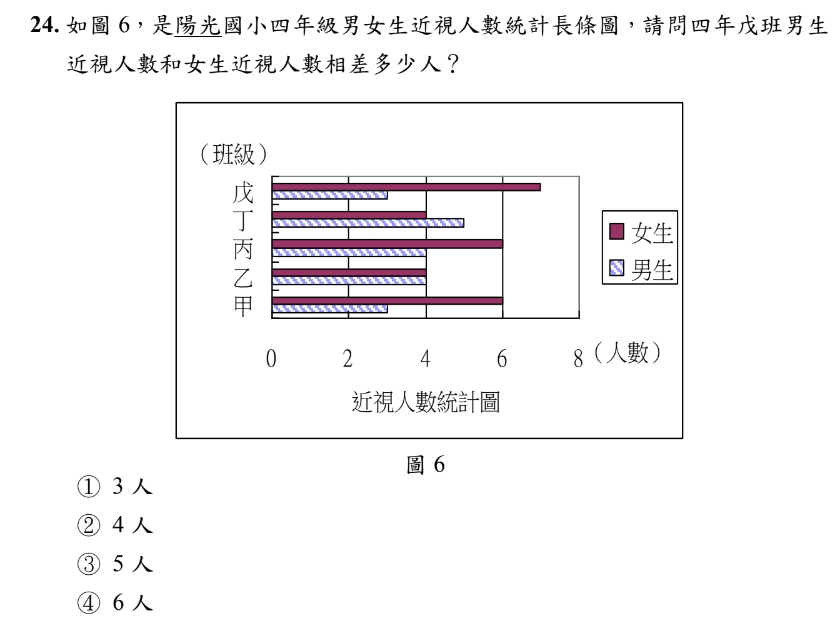 24. 如圖 6，是陽光國小四年級男女生近視人數統計長條圖，請問四年戊班男生
近視人數和女生近視人數相差多少人？
（班級）
戊
丁
丙
乙
甲
女生
男生
0 2 4 6 8（人數）
近視人數統計圖
圖 6
① 3 人
② 4 人
③ 5 人
④ 6 人